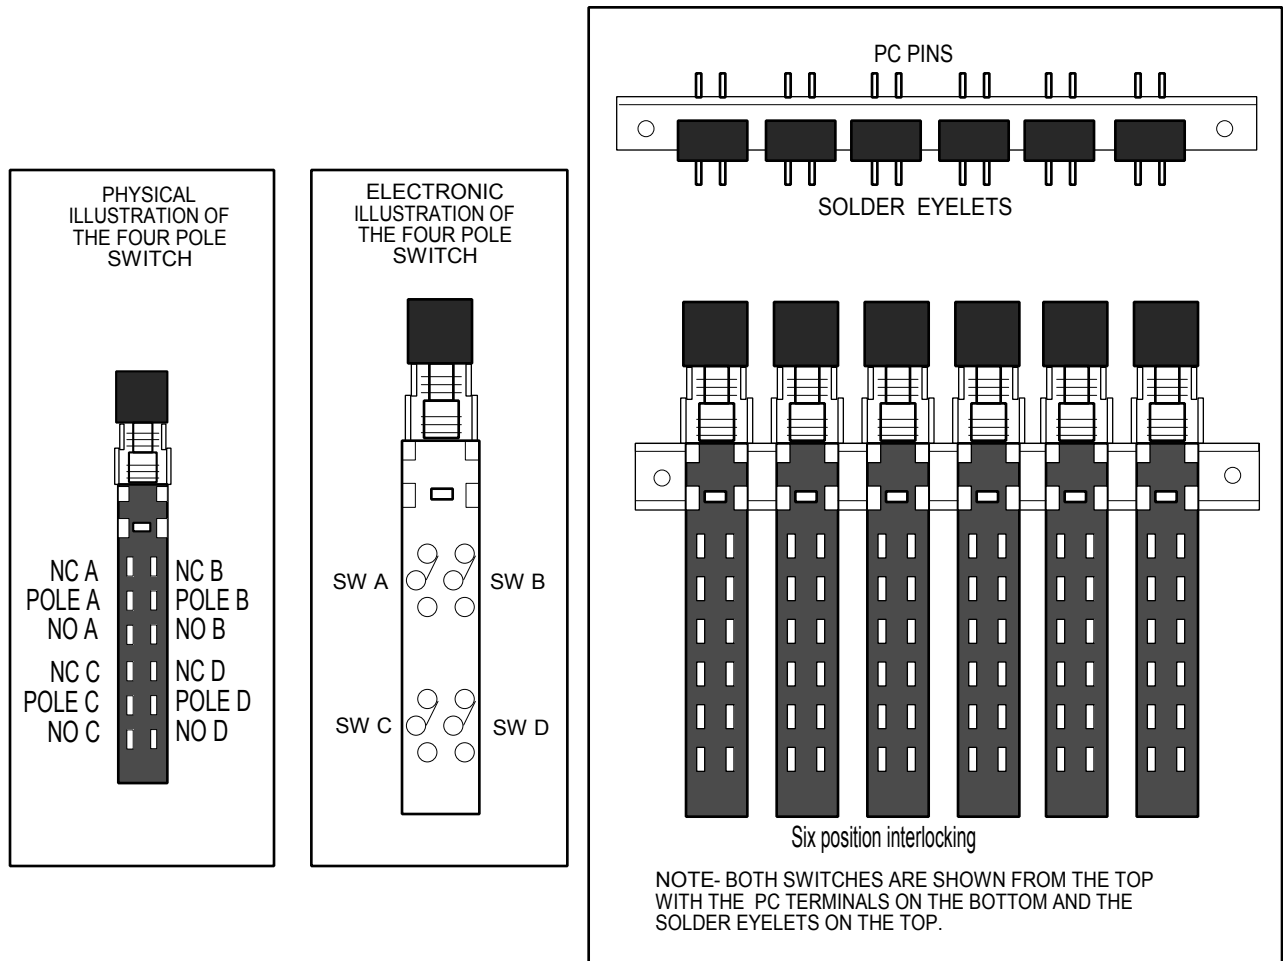 PHYSICAL
ILLUSTRATION OF
THE FOUR POLE
SWITCH
NC A
POLE A
NO A
NC C
POLE C
NO C
NC B
POLE B
NO B
NC D
POLE D
NO D
ELECTRONIC
ILLUSTRATION OF
THE FOUR POLE
SWITCH
SW A
SW B
SW C
SW D
PC PINS
SOLDER EYELETS
Six position interlocking
NOTE- BOTH SWITCHES ARE SHOWN FROM THE TOP
WITH THE PC TERMINALS ON THE BOTTOM AND THE
SOLDER EYELETS ON THE TOP.